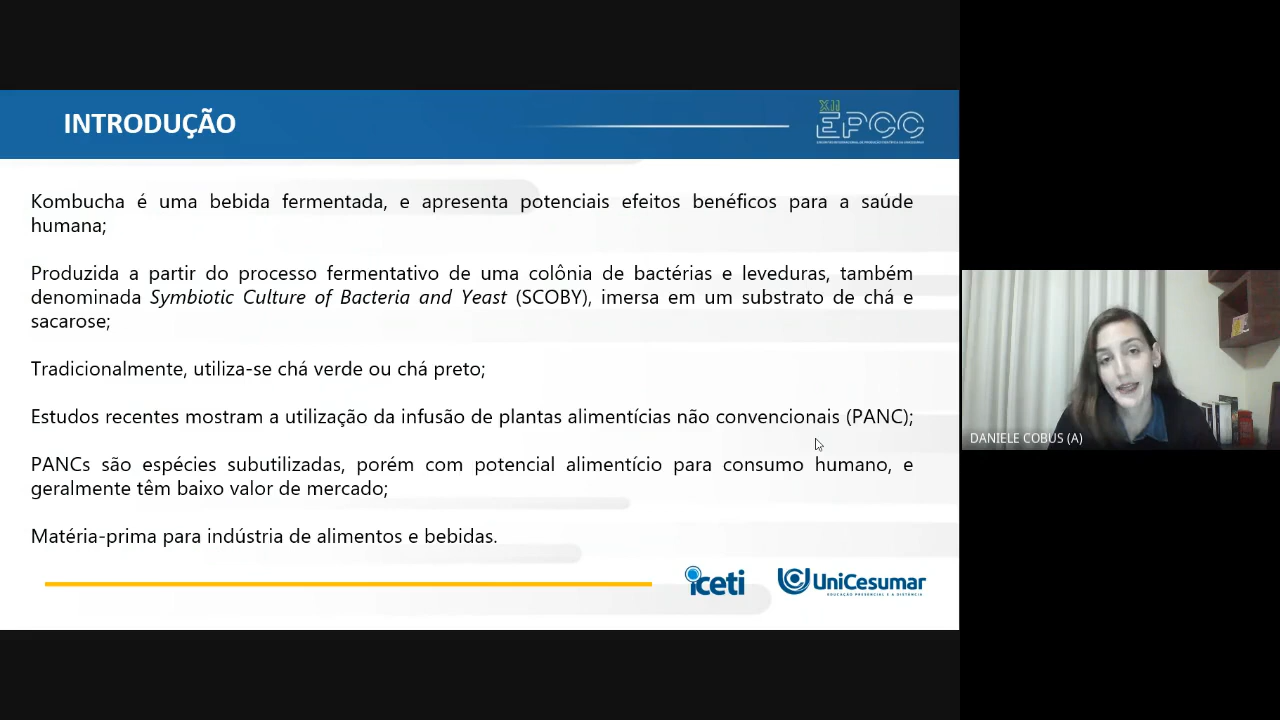 INTRODUÇÃO
XII
EPCC
Kombucha é uma bebida fermentada, e apresenta potenciais efeitos benéficos para a saúde
humana;
Produzida a partir do processo fermentativo de uma colônia de bactérias e leveduras, também
denominada Symbiotic Culture of Bacteria and Yeast (SCOBY), imersa em um substrato de chá e
sacarose;
Tradicionalmente, utiliza-se chá verde ou chá preto;
Estudos recentes mostram a utilização da infusão de plantas alimentícias não convencionais (PANC);
PANCs são espécies subutilizadas, porém com potencial alimentício para consumo humano, e
geralmente têm baixo valor de mercado;
Matéria-prima para indústria de alimentos e bebidas.
iceti
UniCesumar
EDUCAÇÃO PRESENCIAL E A DISTÂNCIA
DANIELE COBUS (A)